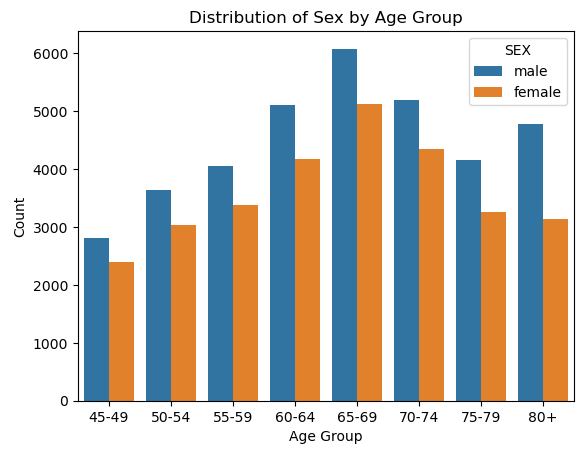 Distribution of Sex by Age Group
SEX
male
female
6000
5000
4000
3000
2000
1000
0
Count
45-49 50-54 55-59 60-64 65-69 70-74 75-79 80+
Age Group